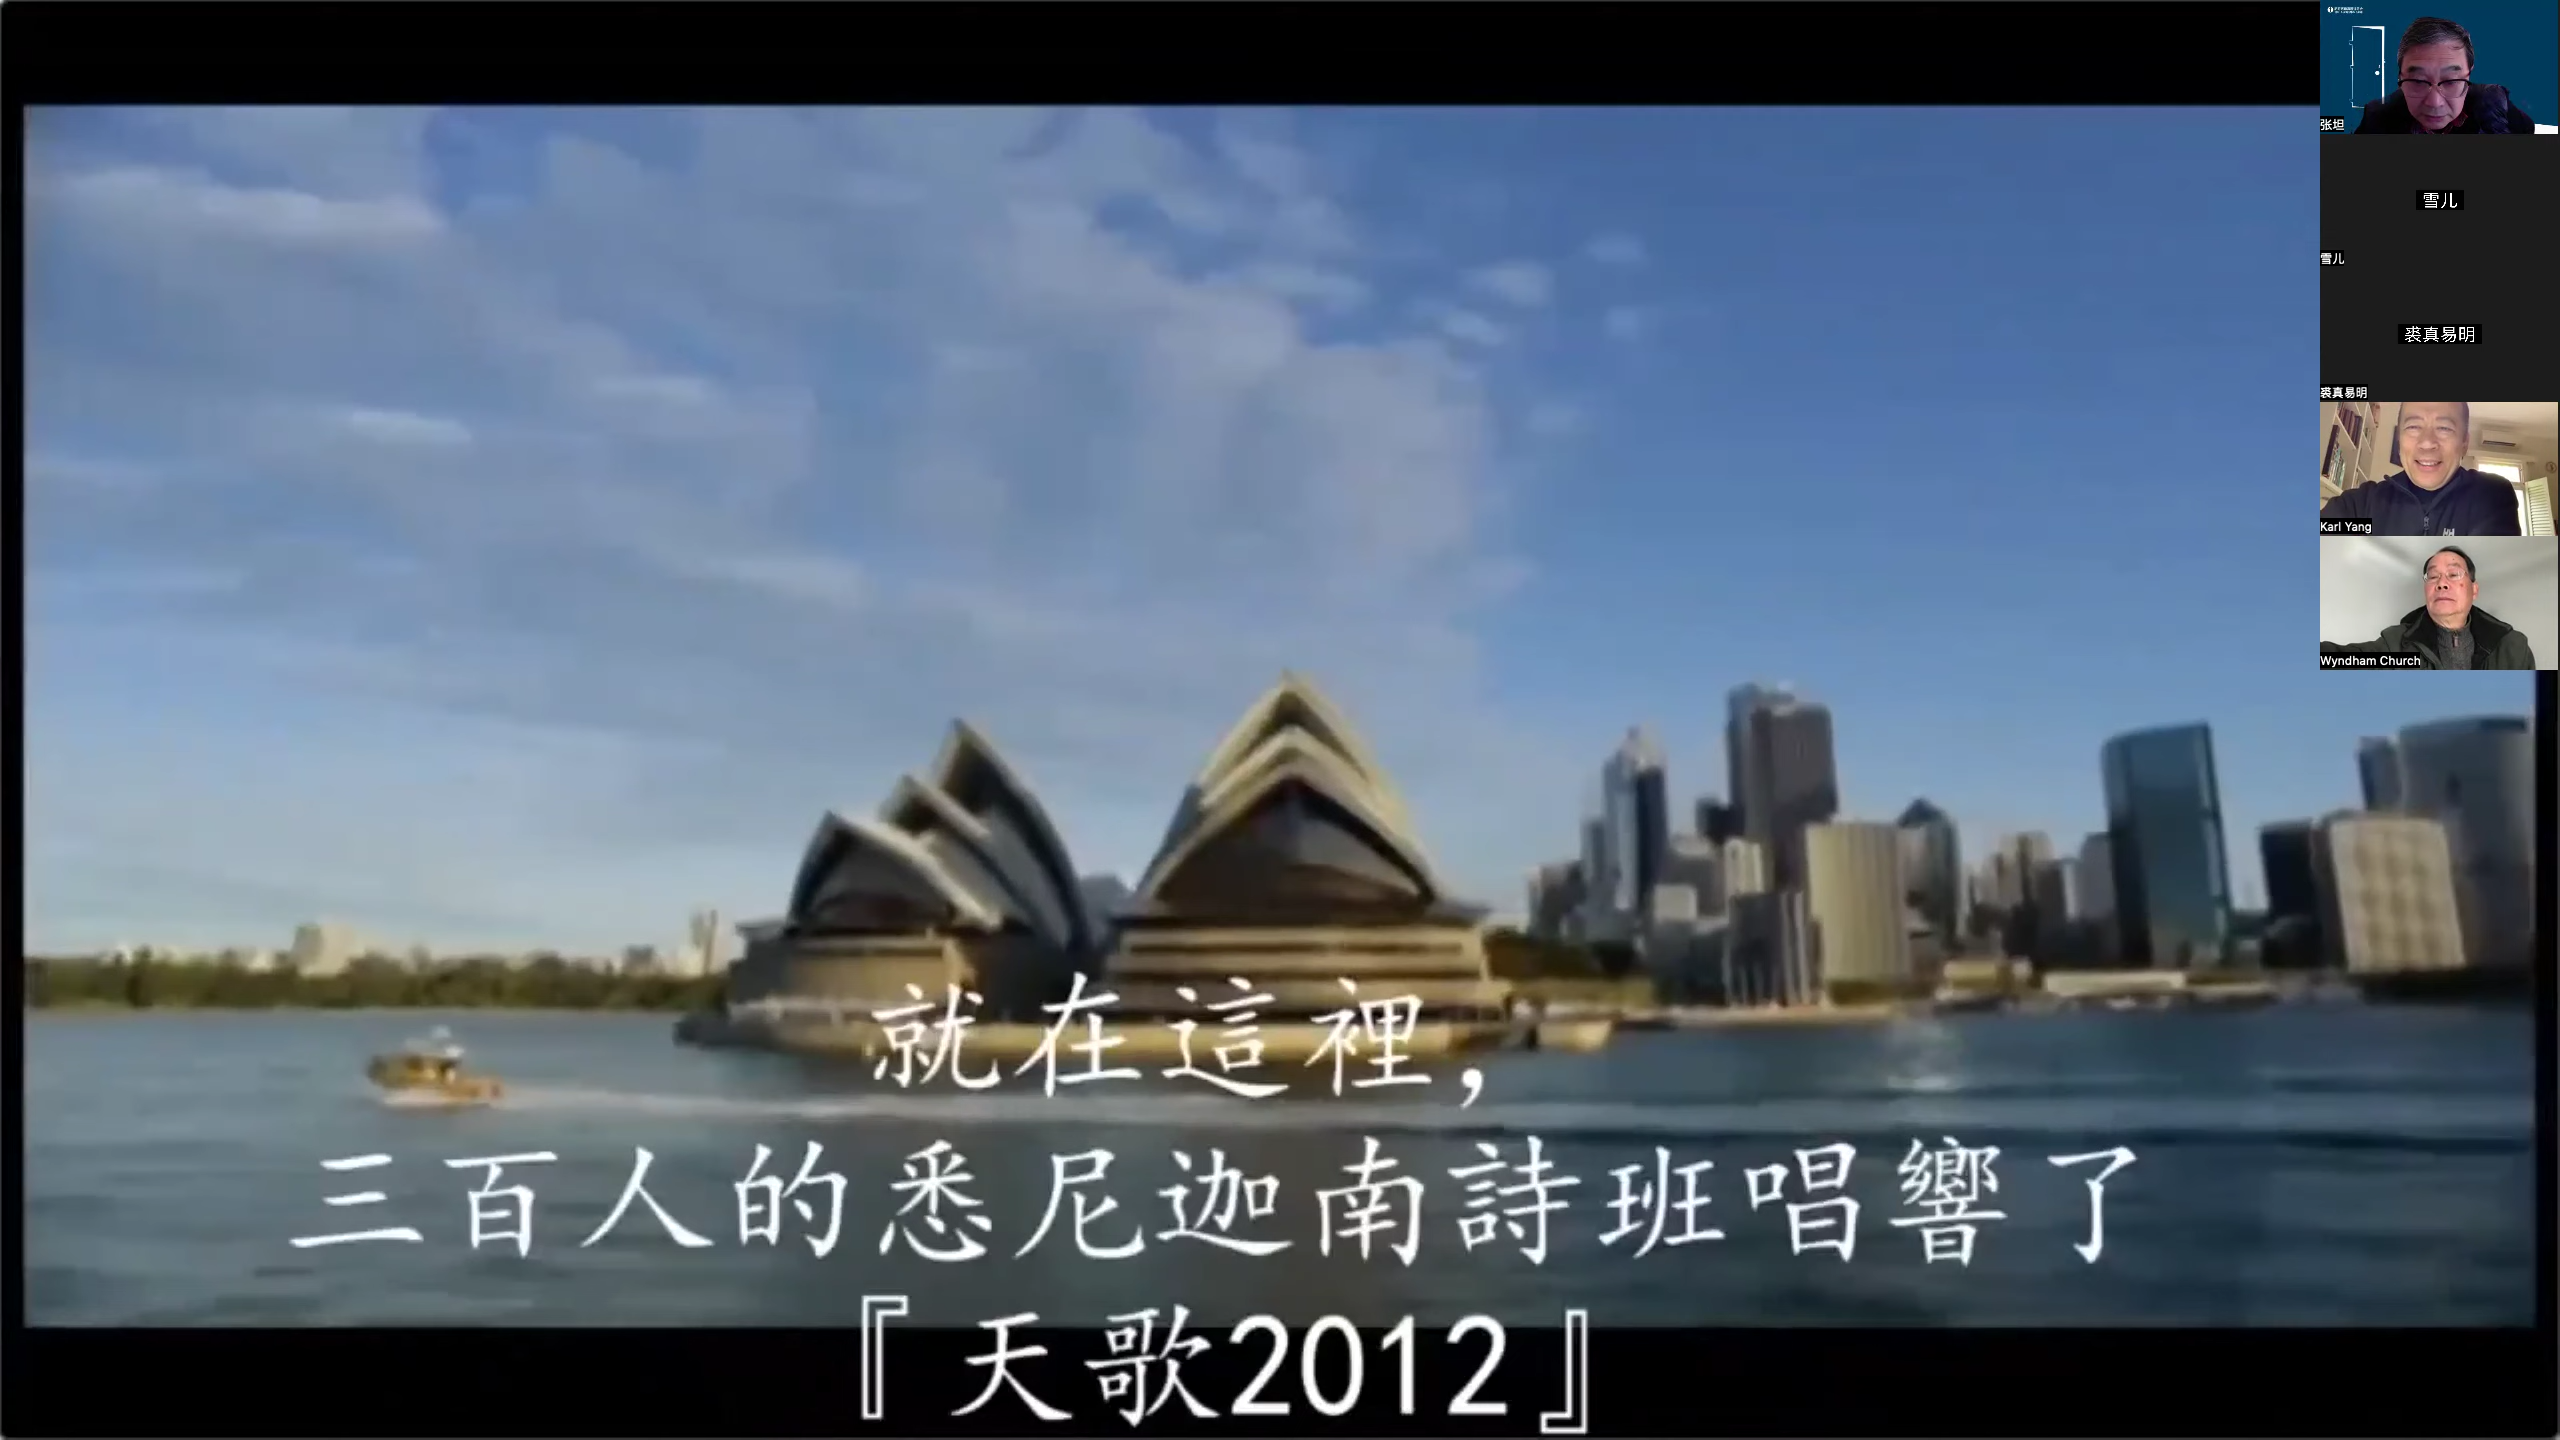 就在這裡，
三百人的悉尼迦南詩班唱響了
『天歌2012』
张坦
雪儿
雪儿
裘真易明
裘真易明
Karl Yang
HH
Wyndham Church